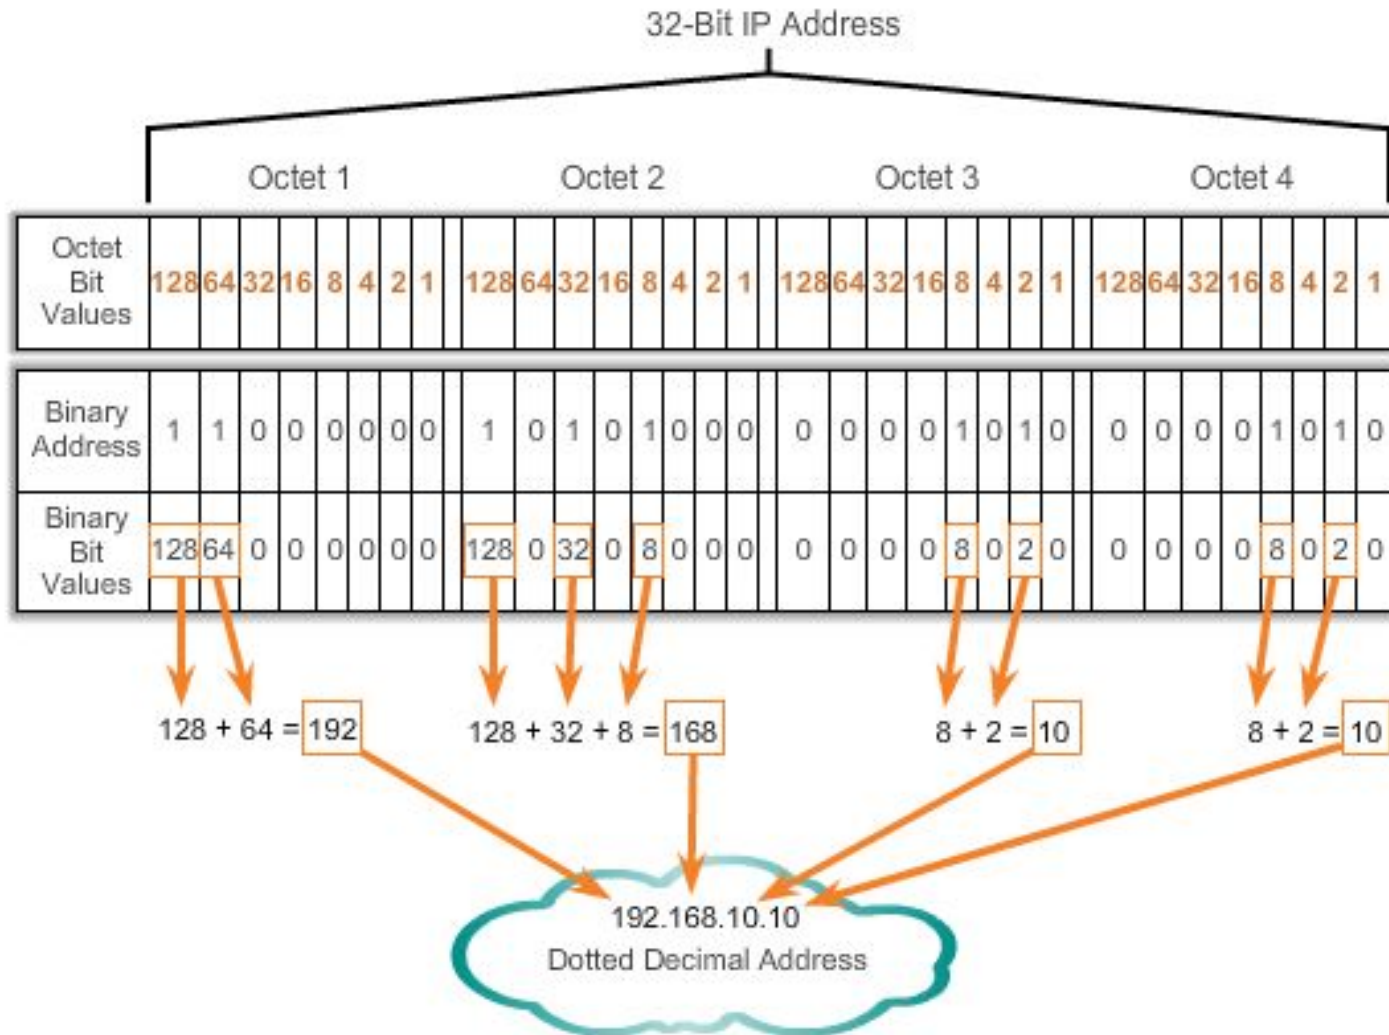 32-Bit IP Address
Octet 1 Octet 2 Octet 3 Octet 4
Octet
Bit
Values
128 64 32 16 8 4 2 1 128 64 32 16 8 4 2 1 128 64 32 16 8 4 2 1 128 64 32 16 8 4 2 1
Binary
Address
1 1 0 0 0 0 0 0 1 0 1 0 1 0 0 0 0 0 0 0 1 0 1 0 0 0 0 0 1 0 1 0
Binary
Bit
Values
128 64 0 0 0 0 0 0 128 0 32 0 8 0 0 0 0 0 0 0 8 0 2 0 0 0 0 0 8 0 2 0
128 + 64 = 192 128 + 32 + 8 = 168 8 + 2 = 10 8 + 2 = 10
192.168.10.10
Dotted Decimal Address